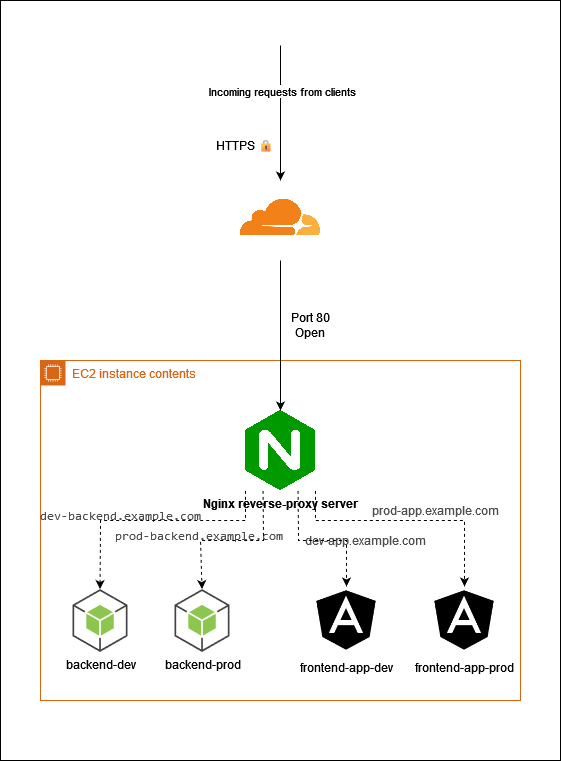 Incoming requests from clients
HTTPS 🔒
Port 80
Open
EC2 instance contents
Nginx reverse-proxy server
dev-backend.example.com
prod-app.example.com
prod-backend.example.com
dev-app.example.com
backend-dev
backend-prod
frontend-app-dev
frontend-app-prod